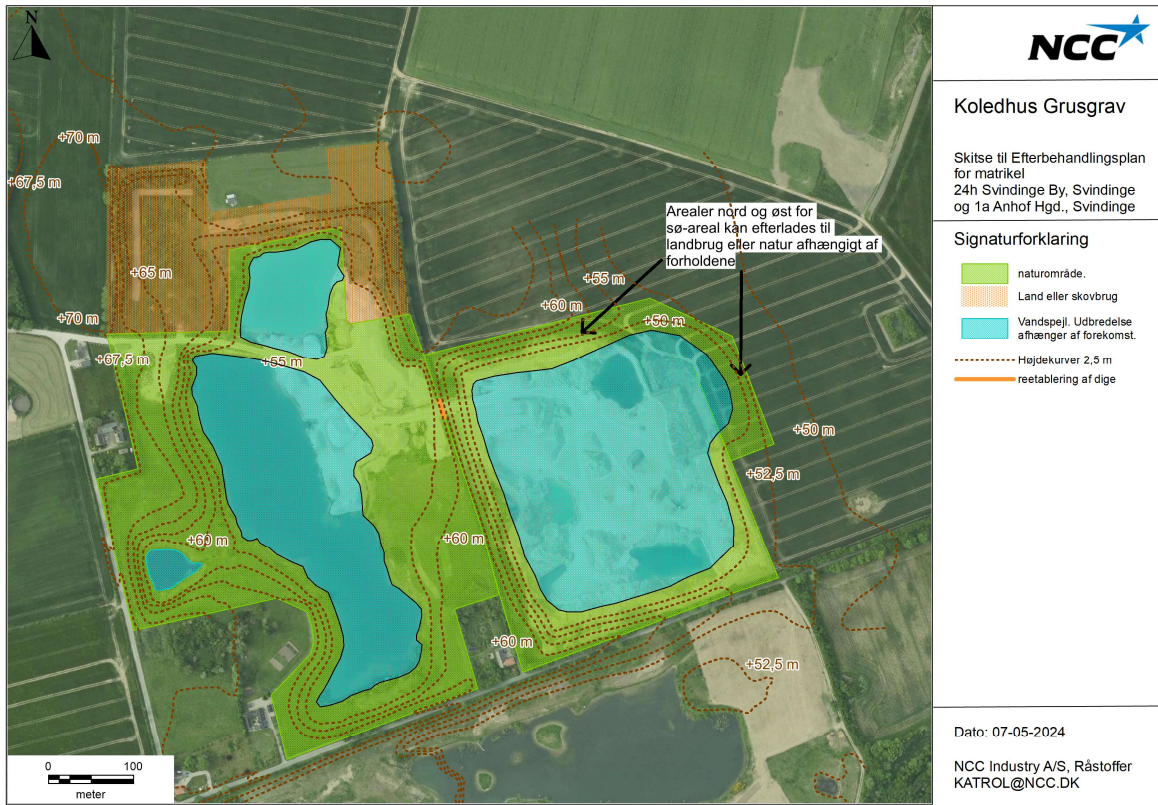 N
+70 m
+67,5 m
+65 m
+70 m
+67,5 m
+55 m
Arealer nord og øst for
sø-areal kan efterlades til
landbrug eller natur afhængigt af
forholdene
+55 m
+60 m
+50 m
+50 m
+52,5 m
+60 m
+60 m
+60 m
+52,5 m
0 100
meter
NCC
Koledhus Grusgrav
Skitse til Efterbehandlingsplan
for matrikel
24h Svindinge By, Svindinge
og 1a Anhof Hgd., Svindinge
Signaturforklaring
naturområde.
Land eller skovbrug
Vandspejl. Udbredelse
afhænger af forekomst.
Højdekurver 2,5 m
reetablering af dige
Dato: 07-05-2024
NCC Industry A/S, Råstoffer
KATROL@NCC.DK